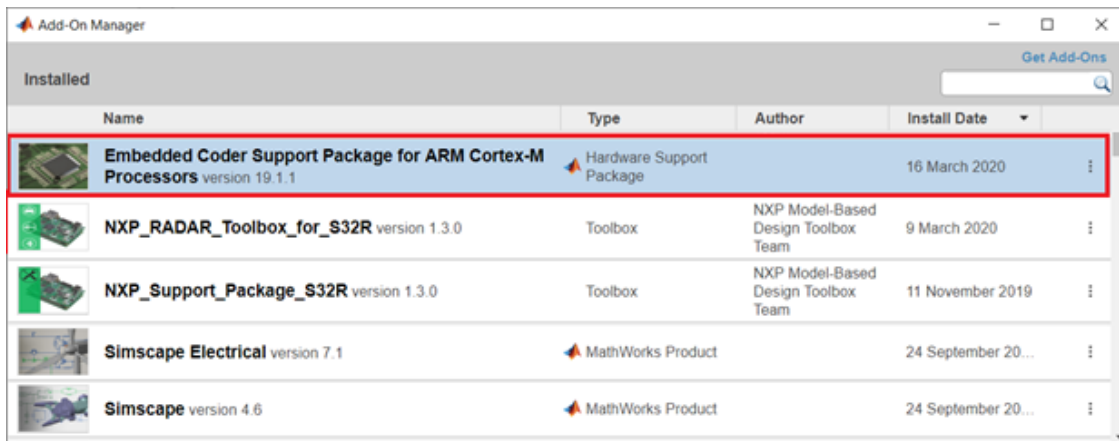 Add-On Manager
Get Add-Ons
Installed
Name Type Author Install Date
Embedded Coder Support Package for ARM Cortex-M
Processors version 19.1.1
Hardware Support
Package
16 March 2020
NXP_RADAR_Toolbox_for_S32R version 1.3.0
Toolbox
NXP Model-Based
Design Toolbox
Team
9 March 2020
NXP_Support_Package_S32R version 1.3.0
Toolbox
NXP Model-Based
Design Toolbox
Team
11 November 2019
Simscape Electrical version 7.1
MathWorks Product
24 September 20...
Simscape version 4.6
MathWorks Product
24 September 20...